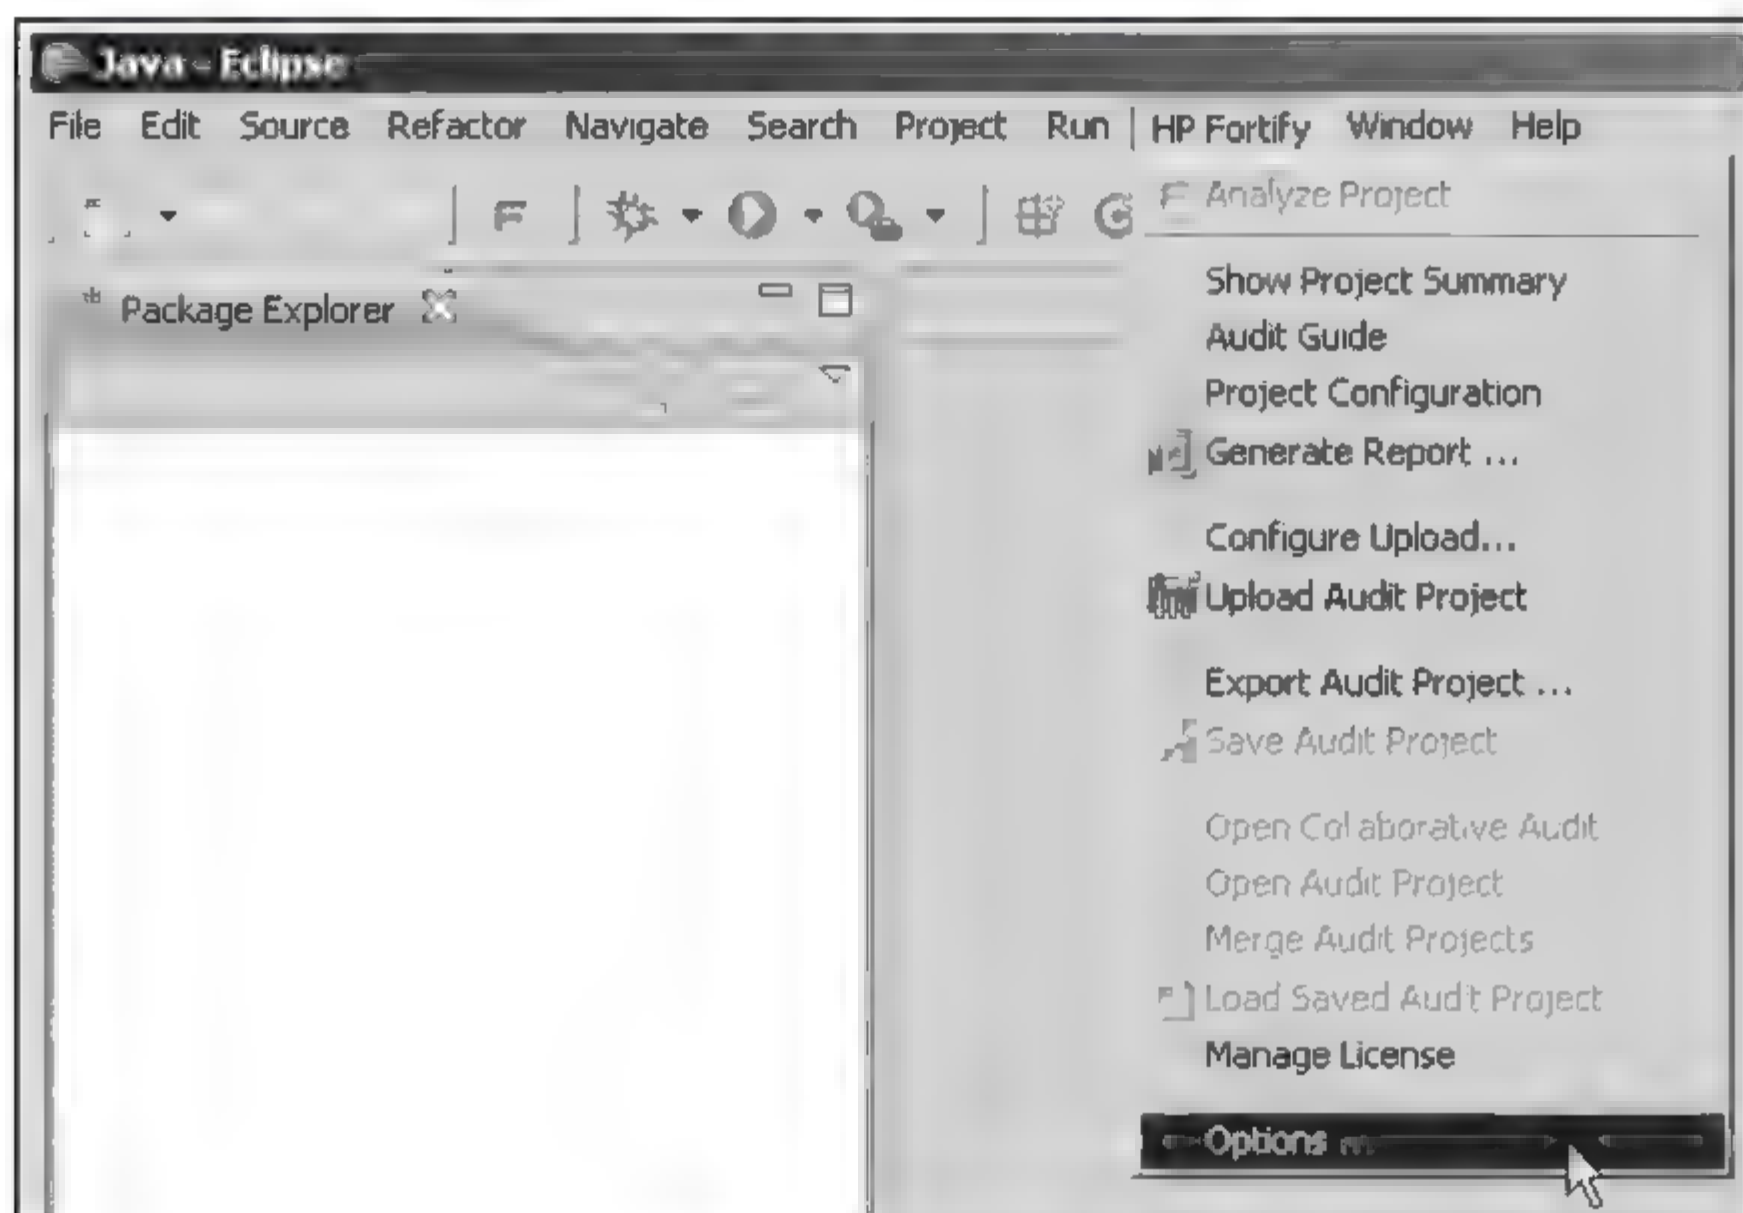 Java - Eclipse
File Edit Source Refactor Navigate Search Project Run HP Fortify Window Help
Analyze Project
Package Explorer
Show Project Summary
Audit Guide
Project Configuration
Generate Report ...
Configure Upload...
Upload Audit Project
Export Audit Project ...
Save Audit Project
Open Collaborative Audit
Open Audit Project
Merge Audit Projects
Load Saved Audit Project
Manage License
Options